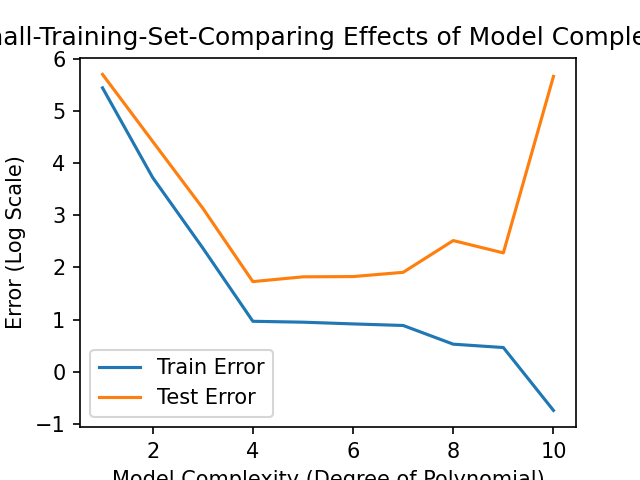 all-Training-Set-Comparing Effects of Model Comple
6
5
4
3
2
1
0
−1
Error (Log Scale)
Train Error
Test Error
2 4 6 8 10
Model Complexity (Degree of Polynomial)